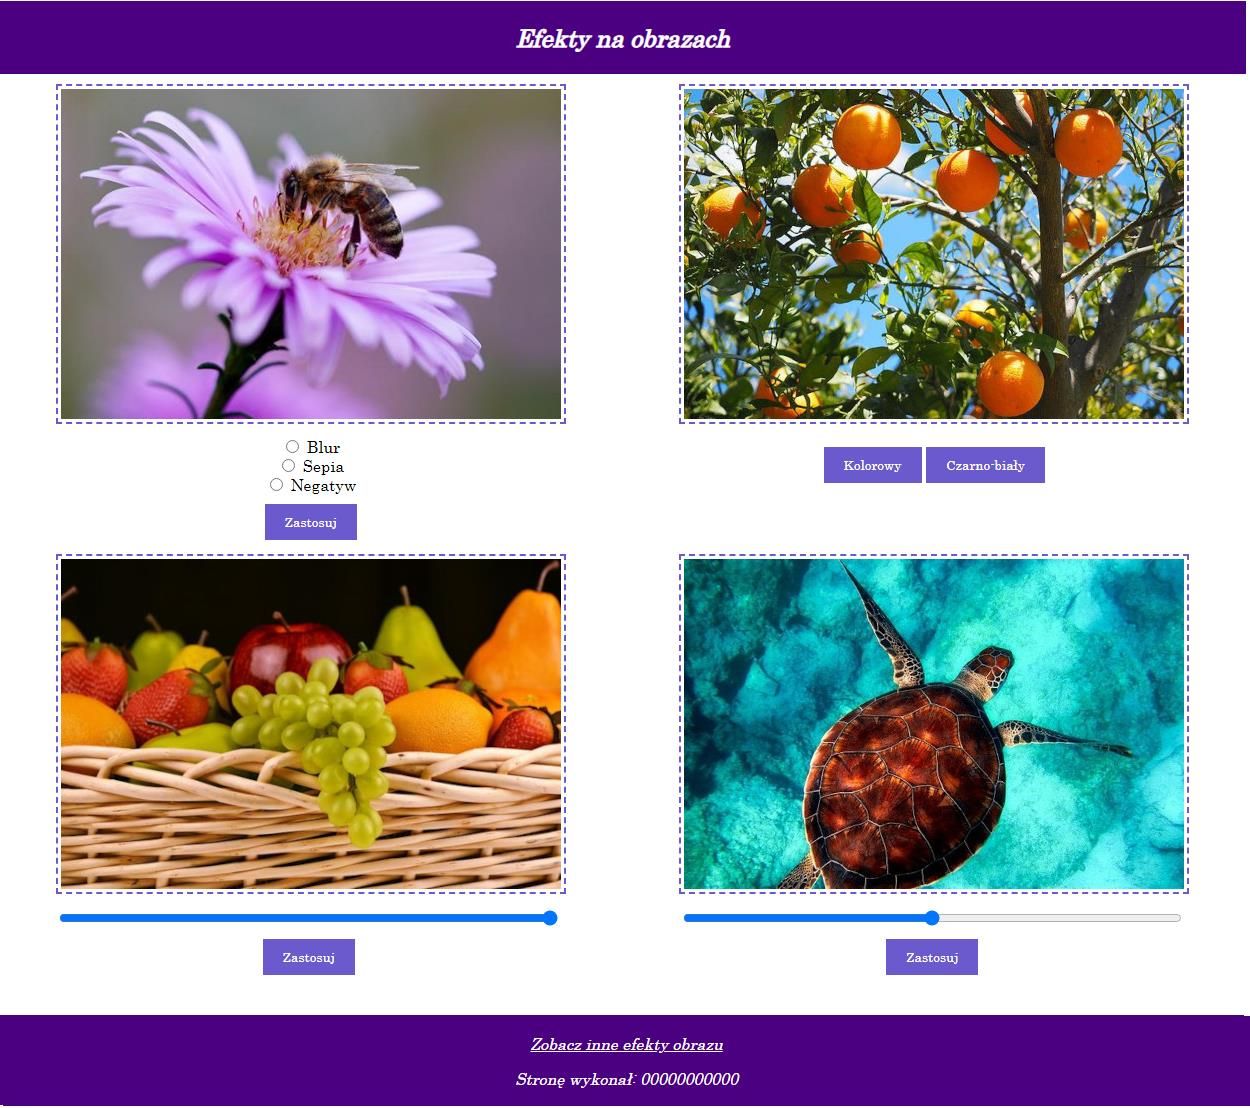 Efekty na obrazach
Blur
Sepia
Negatyw
Zastosuj
Kolorowy Czarno-biały
Zastosuj
Zastosuj
Zobacz inne efekty obrazu
Stronę wykonał: 00000000000